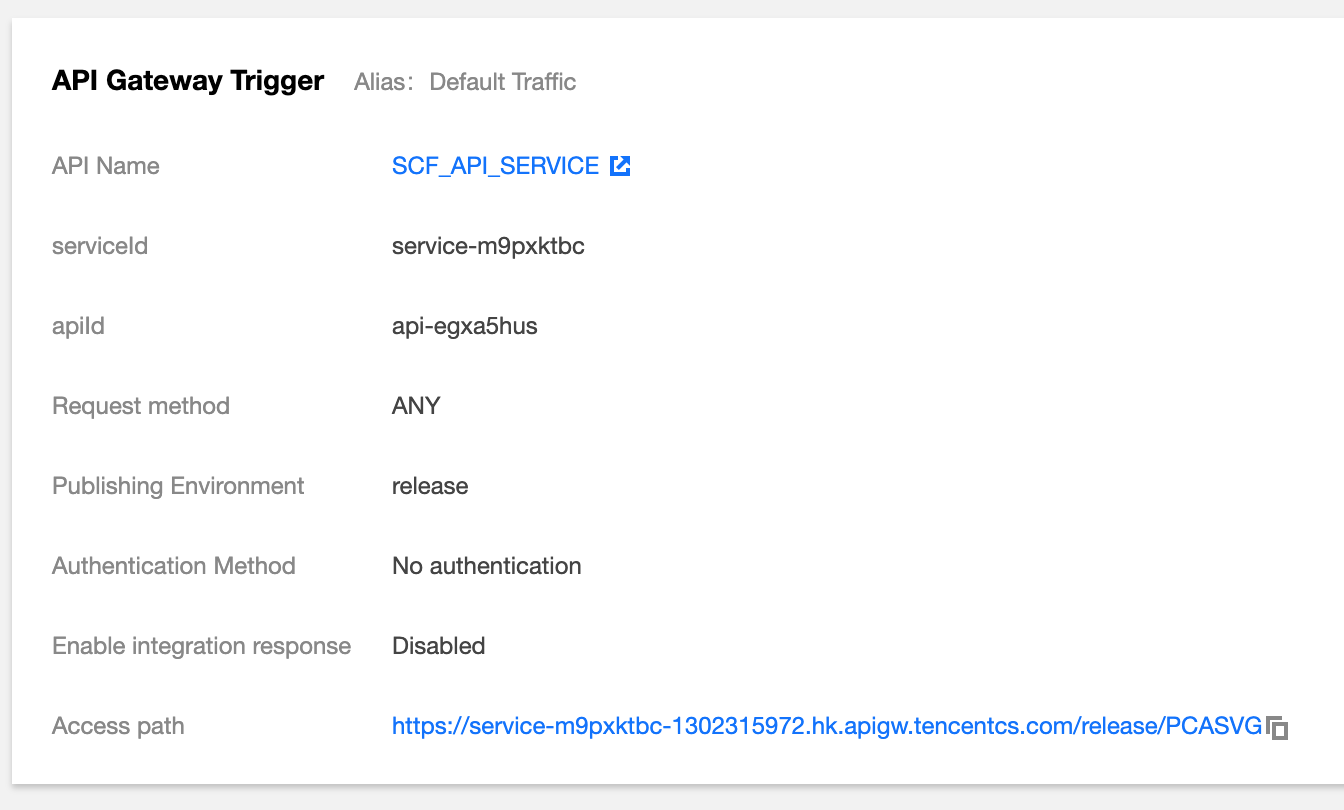 API Gateway Trigger Alias: Default Traffic
API Name SCF_API_SERVICE
serviceId service-m9pxktbc
apiId api-egxa5hus
Request method ANY
Publishing Environment release
Authentication Method No authentication
Enable integration response Disabled
Access path https://service-m9pxktbc-1302315972.hk.apigw.tencentcs.com/release/PCASVG